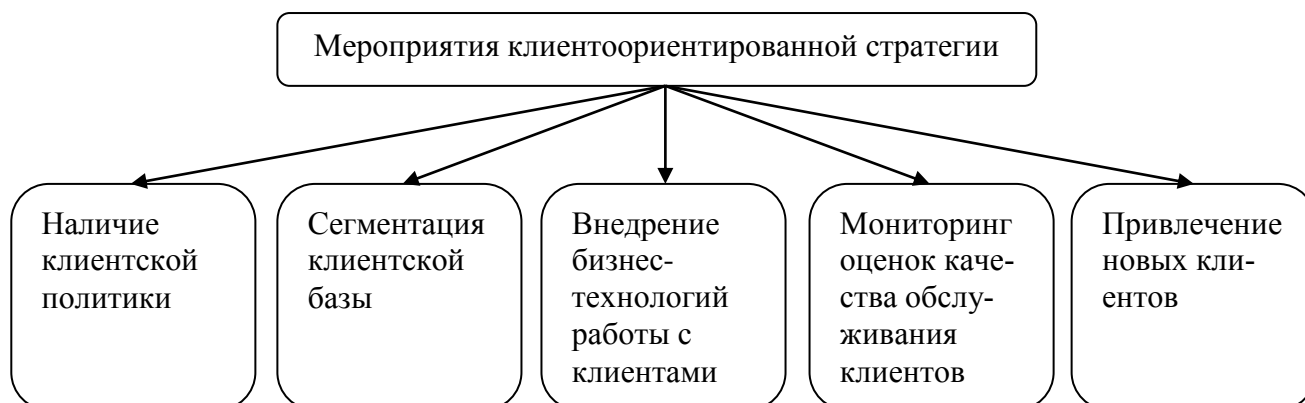 Мероприятия клиентоориентированной стратегии
Наличие
клиентской
политики
Сегментация
клиентской
базы
Внедрение
бизнес-
технологий
работы с
клиентами
Мониторинг
оценок каче-
ства обслу-
живания
клиентов
Привлечение
новых кли-
ентов